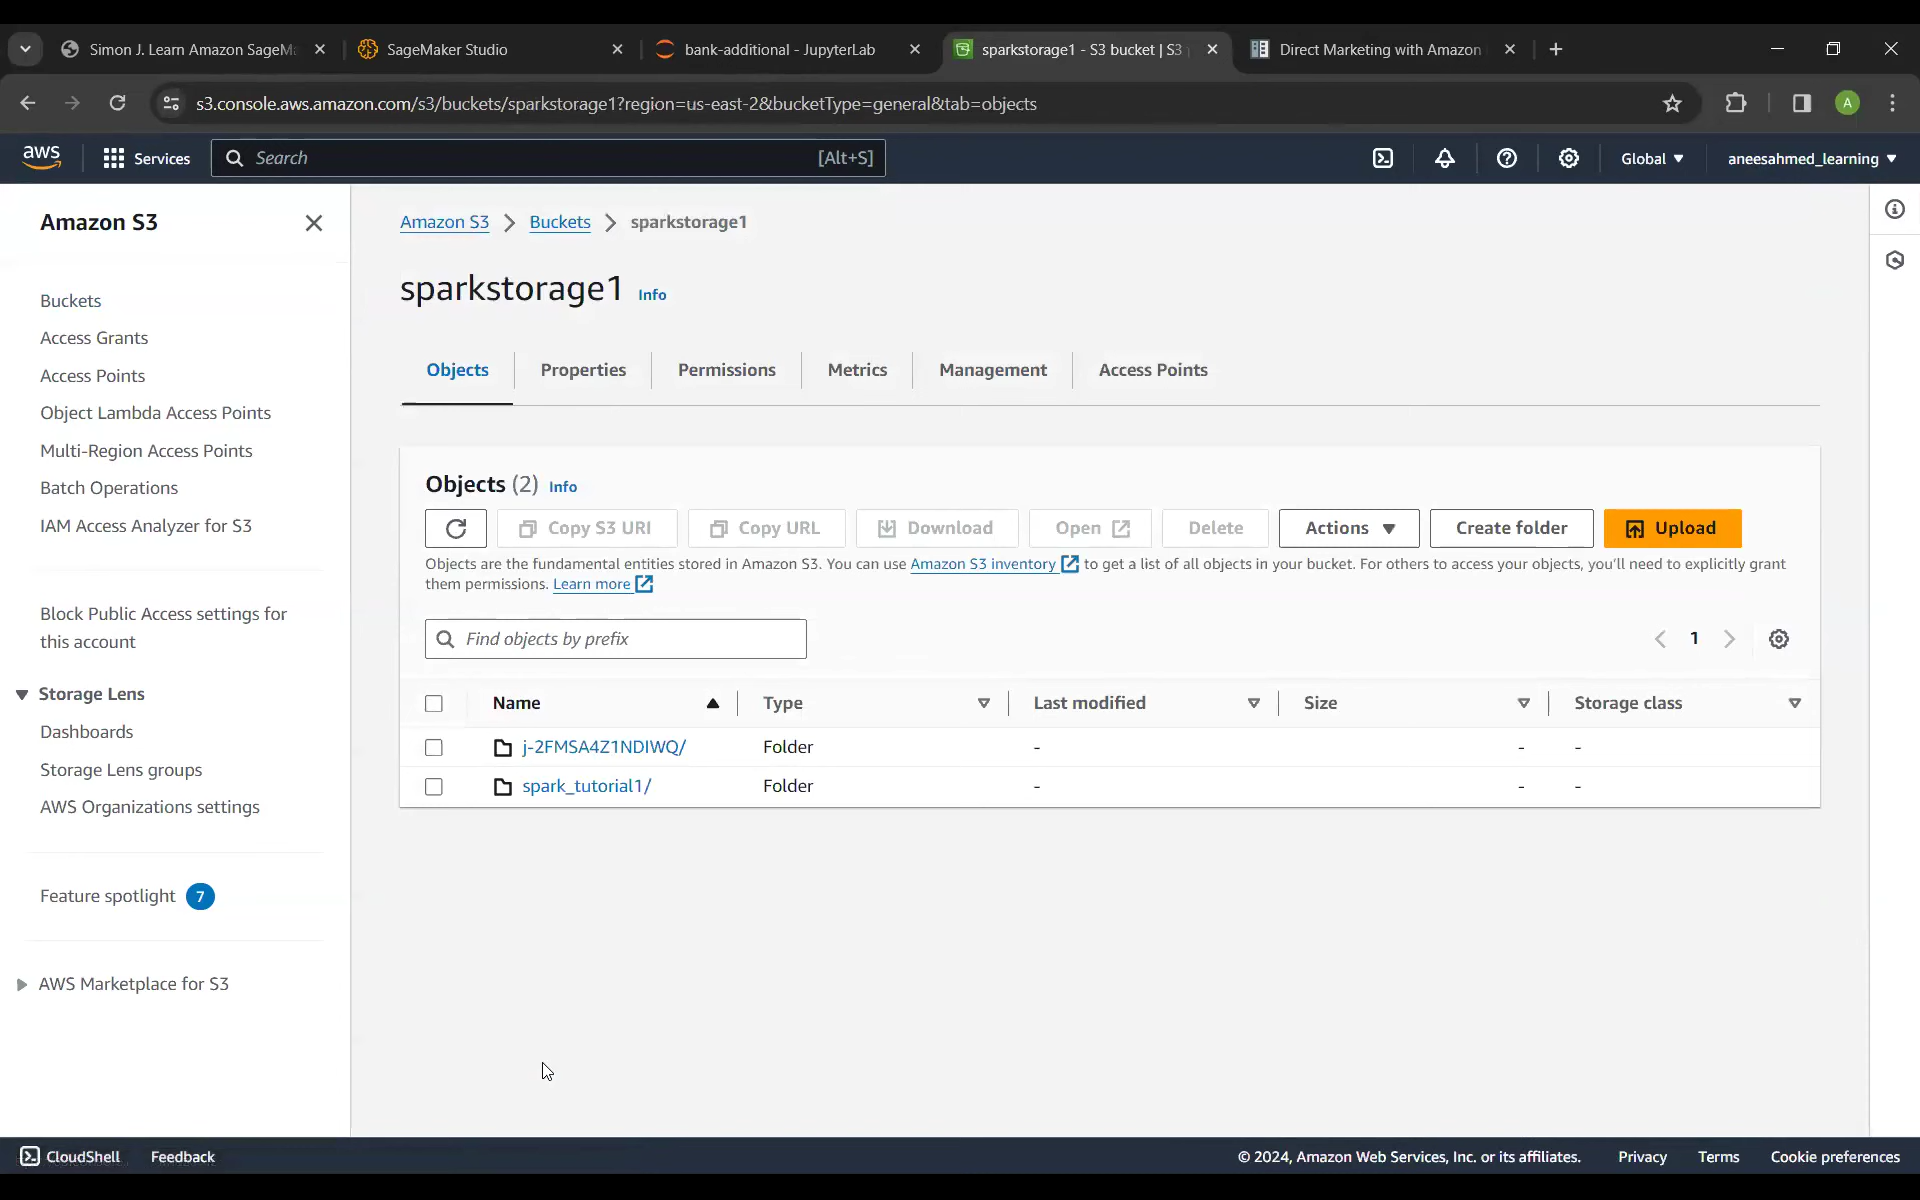 Simon J. Learn Amazon SageM
SageMaker Studio
bank-additional - JupyterLab
sparkstorage1 - S3 bucket | S3
Direct Marketing with Amazon
s3.console.aws.amazon.com/s3/buckets/sparkstorage1?region=us-east-2&bucketType=general&tab=objects
A
aws
Services
Search
[Alt+S]
Global
aneesahmed_learning
Amazon S3
Buckets
Access Grants
Access Points
Object Lambda Access Points
Multi-Region Access Points
Batch Operations
IAM Access Analyzer for S3
Block Public Access settings for
this account
Storage Lens
Dashboards
Storage Lens groups
AWS Organizations settings
Feature spotlight 7
AWS Marketplace for S3
Amazon S3 > Buckets > sparkstorage1
sparkstorage1 Info
Objects
Properties
Permissions
Metrics
Management
Access Points
Objects (2) Info
Copy S3 URI
Copy URL
Download
Open
Delete
Actions
Create folder
Upload
Objects are the fundamental entities stored in Amazon S3. You can use Amazon S3 inventory to get a list of all objects in your bucket. For others to access your objects, you'll need to explicitly grant
them permissions. Learn more
Find objects by prefix
1
Name Type Last modified Size Storage class
j-2FMSA4Z1NDIWQ/ Folder - - -
spark_tutorial1/ Folder - - -
CloudShell
Feedback
© 2024, Amazon Web Services, Inc. or its affiliates.
Privacy
Terms
Cookie preferences